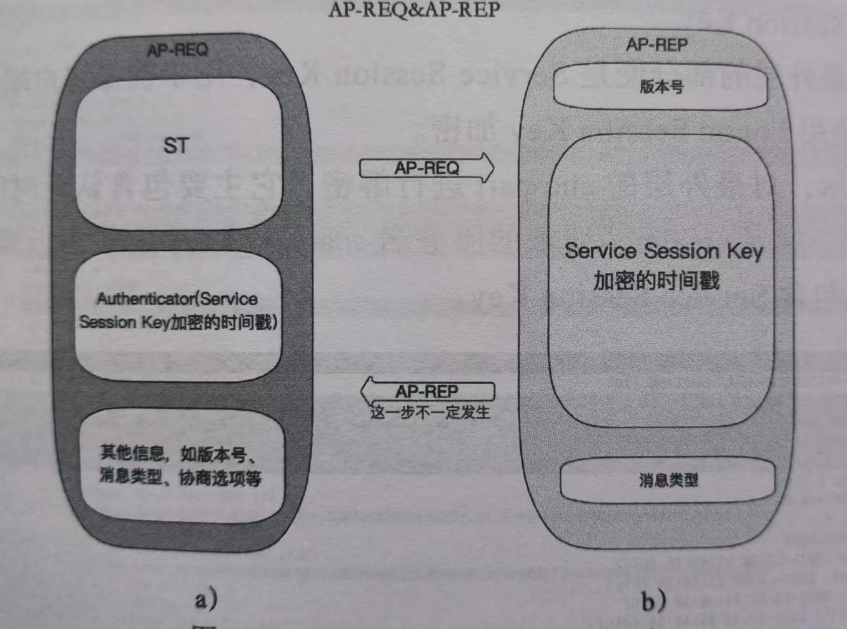 AP-REQ&AP-REP
AP-REQ
ST
Authenticator(Service
Session Key加密的时间戳)
其他信息，如版本号、
消息类型、协商选项等
a）
AP-REQ
AP-REP
这一步不一定发生
AP-REP
版本号
Service Session Key
加密的时间戳
消息类型
b）